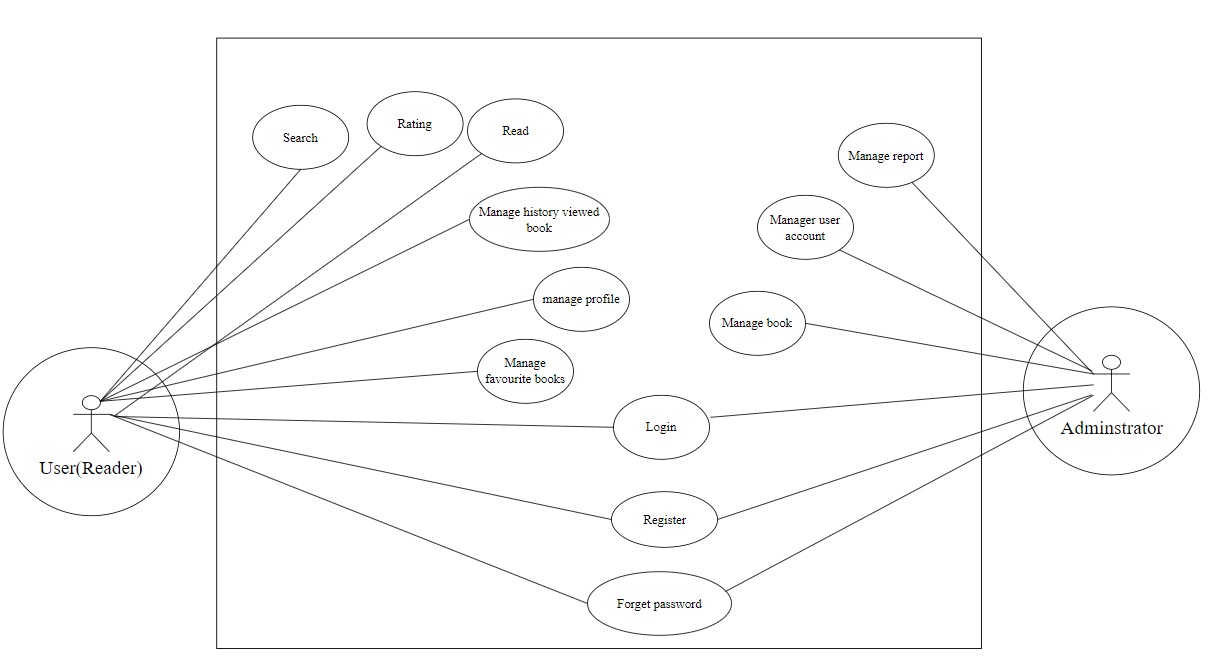 Search
Rating
Read
Manage report
Manage history viewed
book
Manager user
account
manage profile
Manage book
Manage
favourite books
Login
Adminstrator
User(Reader)
Register
Forget password